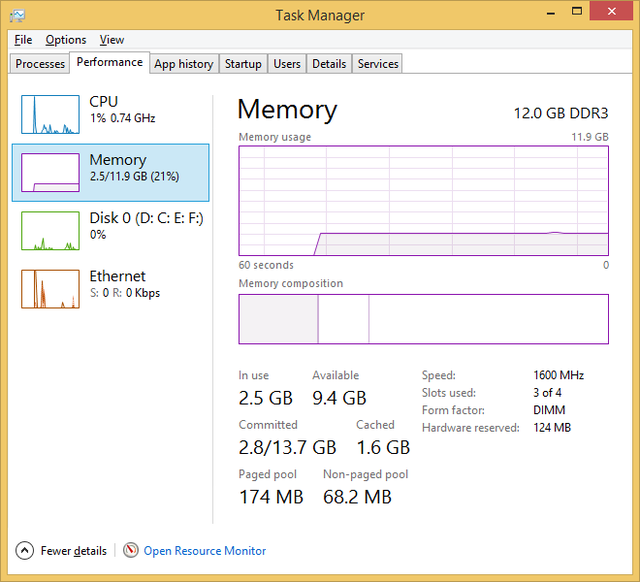 Task Manager
File Options View
Processes Performance App history Startup Users Details Services
CPU
1% 0.74 GHz
Memory
2.5/11.9 GB (21%)
Disk 0 (D: C: E: F:)
0%
Ethernet
S: 0 R: 0 Kbps
Memory 12.0 GB DDR3
Memory usage 11.9 GB
60 seconds 0
Memory composition
In use Available
2.5 GB 9.4 GB
Committed Cached
2.8/13.7 GB 1.6 GB
Paged pool Non-paged pool
174 MB 68.2 MB
Speed: 1600 MHz
Slots used: 3 of 4
Form factor: DIMM
Hardware reserved: 124 MB
Fewer details Open Resource Monitor